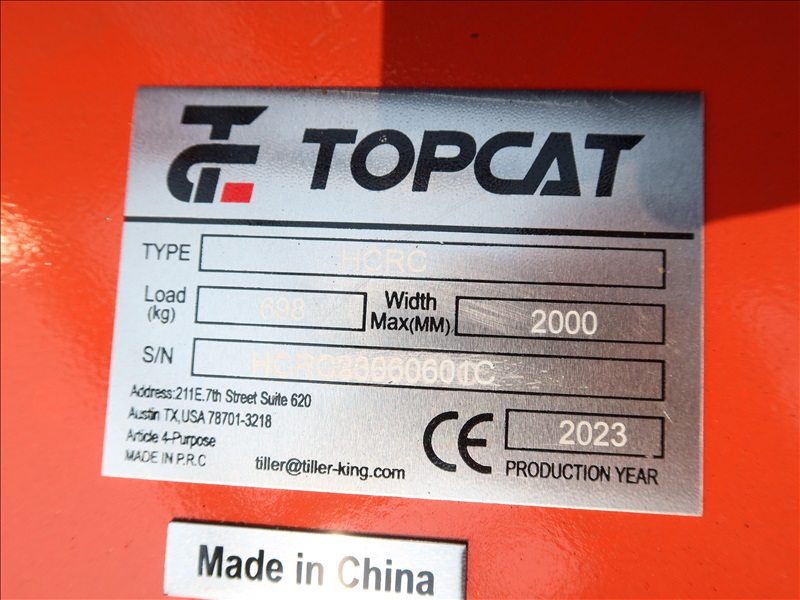 TOPCAT
TYPE HCRC
Load (kg) 698 Width Max(MM) 2000
S/N
Address:211E.7th Street Suite 620
Austin TX,USA 78701-3218
Article 4-Purpose
MADE IN P.R.C
tiller@tiller-king.com
CE 2023
PRODUCTION YEAR
Made in China